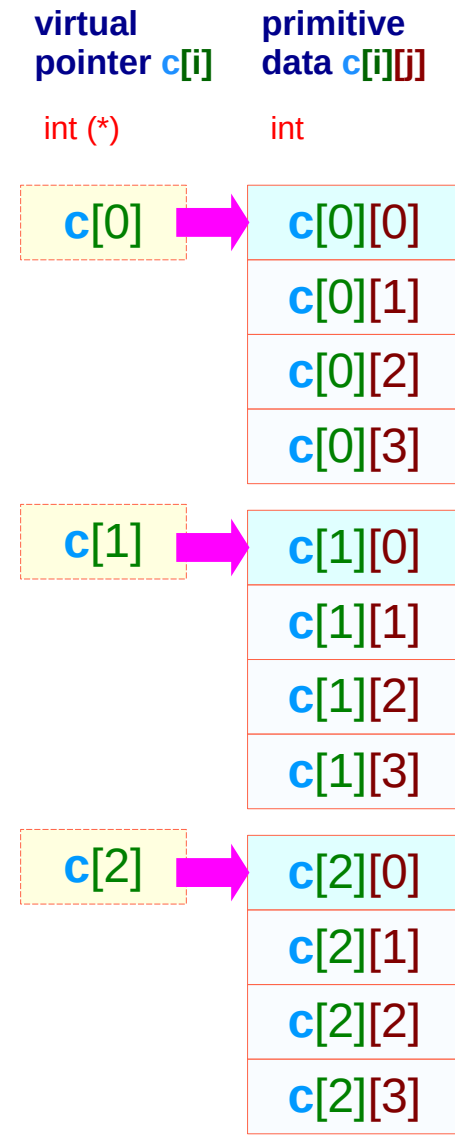 virtual primitive
pointer c[i] data c[i][j]
int (*) int
c[0] c[0][0]
c[0][1]
c[0][2]
c[0][3]
c[1] c[1][0]
c[1][1]
c[1][2]
c[1][3]
c[2] c[2][0]
c[2][1]
c[2][2]
c[2][3]